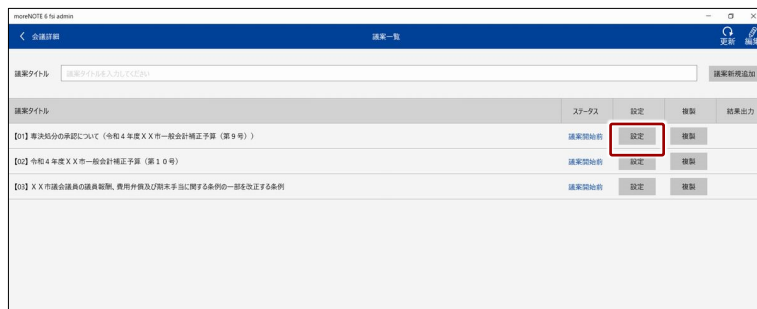 moreNOTE 6 fsi admin
会議詳細 議案一覧 更新 編集
議案タイトル 議案タイトルを入力してください 議案新規追加
議案タイトル ステータス 設定 複製 結果出力
【01】専決処分の承認について（令和４年度ＸＸ市一般会計補正予算（第９号）） 議案開始前 設定 複製
【02】令和４年度ＸＸ市一般会計補正予算（第１０号） 議案開始前 設定 複製
【03】ＸＸ市議会議員の議員報酬、費用弁償及び期末手当に関する条例の一部を改正する条例 議案開始前 設定 複製